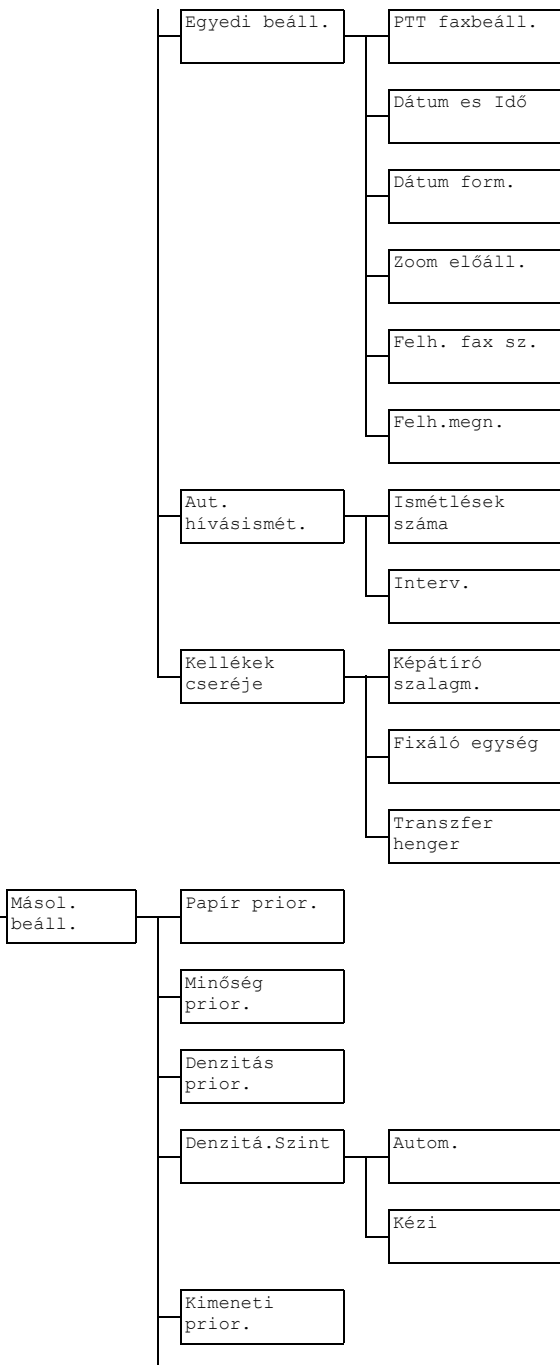 Egyedi beáll.
PTT faxbeáll.
Dátum es Idő
Dátum form.
Zoom előáll.
Felh. fax sz.
Felh.megn.
Aut.
hívásismét.
Ismétlések
száma
Interv.
Kellékek
cseréje
Képátíró
szalagm.
Fixáló egység
Transzfer
henger
Másol.
beáll.
Papír prior.
Minőség
prior.
Denzitás
prior.
Denzitá.Szint
Autom.
Kézi
Kimeneti
prior.